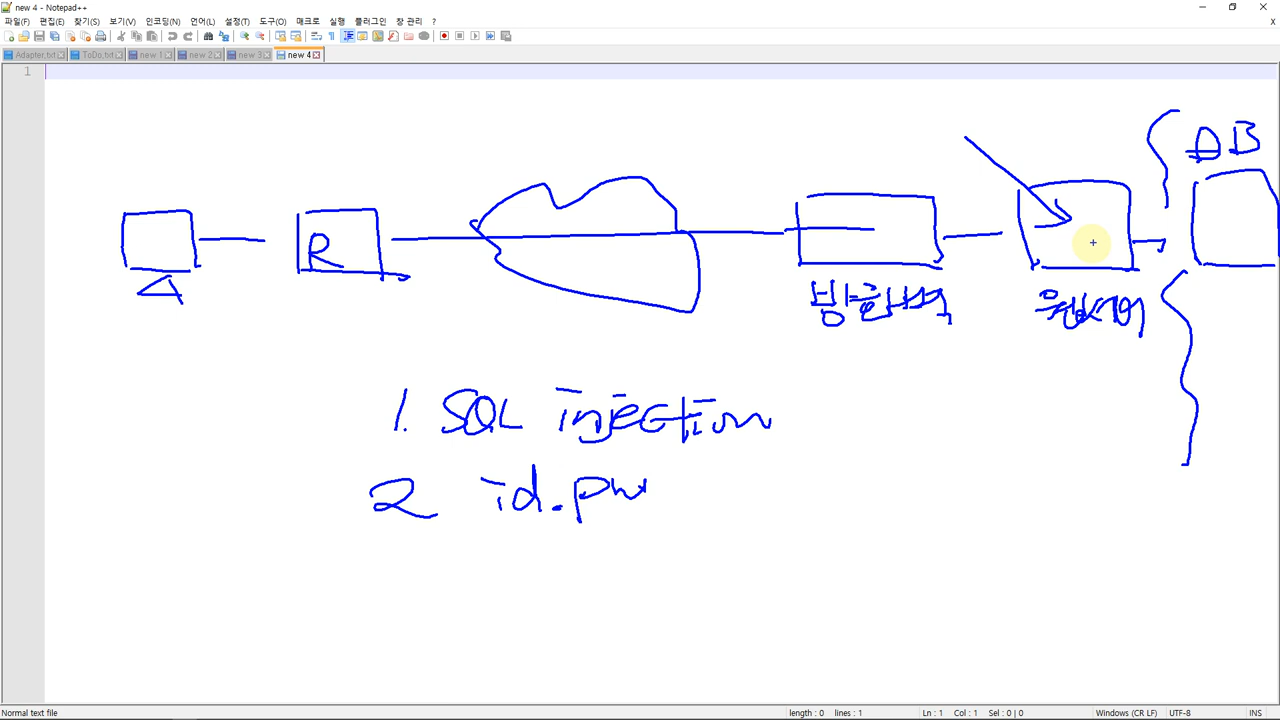 new 4 - Notepad++
파일(F) 편집(E) 찾기(S) 보기(V) 인코딩(N) 언어(L) 설정(T) 도구(O) 매크로 실행 플러그인 창 관리 ? X
Adapter.txt ToDo.txt new 1 new 2 new 3 new 4
1
DB
R
A
방화벽 웹서버
1. SQL injection
2 id.pw
Normal text file length : 0 lines : 1 Ln : 1 Col : 1 Sel : 0 | 0 Windows (CR LF) UTF-8 INS